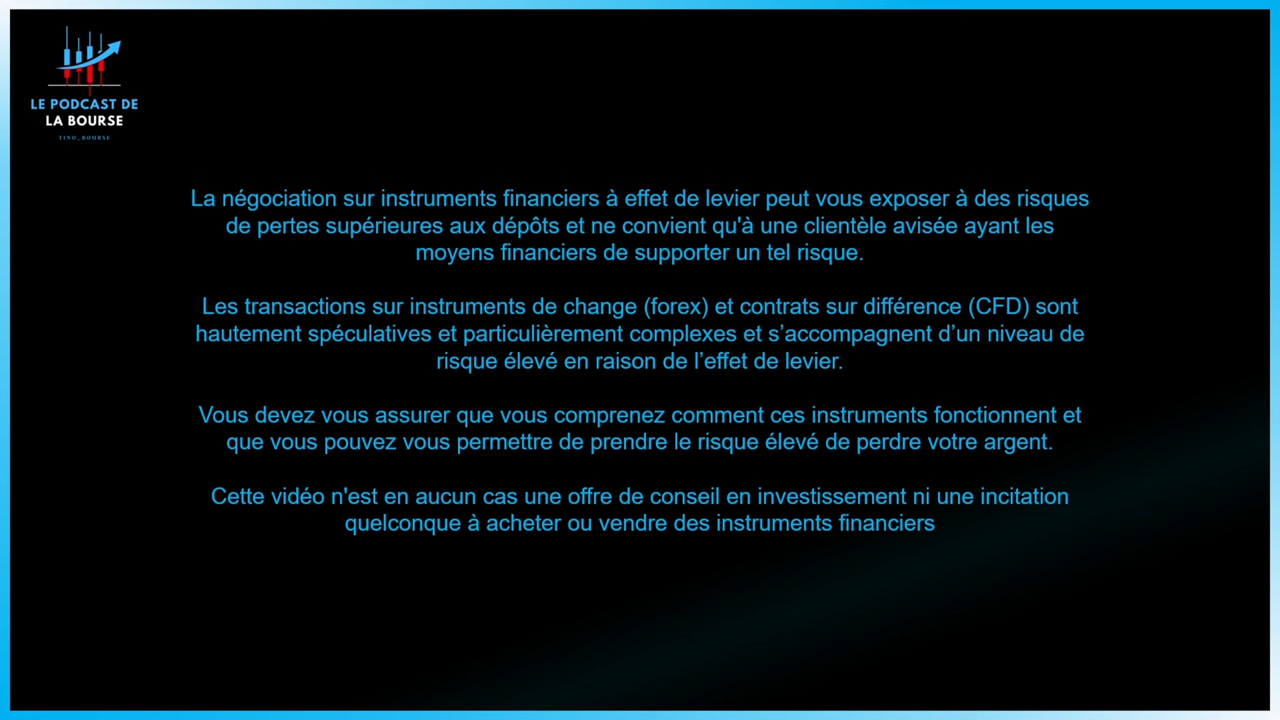 LE PODCAST DE
LA BOURSE
TINO_BOURSE
La négociation sur instruments financiers à effet de levier peut vous exposer à des risques
de pertes supérieures aux dépôts et ne convient qu'à une clientèle avisée ayant les
moyens financiers de supporter un tel risque.
Les transactions sur instruments de change (forex) et contrats sur différence (CFD) sont
hautement spéculatives et particulièrement complexes et s’accompagnent d’un niveau de
risque élevé en raison de l’effet de levier.
Vous devez vous assurer que vous comprenez comment ces instruments fonctionnent et
que vous pouvez vous permettre de prendre le risque élevé de perdre votre argent.
Cette vidéo n'est en aucun cas une offre de conseil en investissement ni une incitation
quelconque à acheter ou vendre des instruments financiers